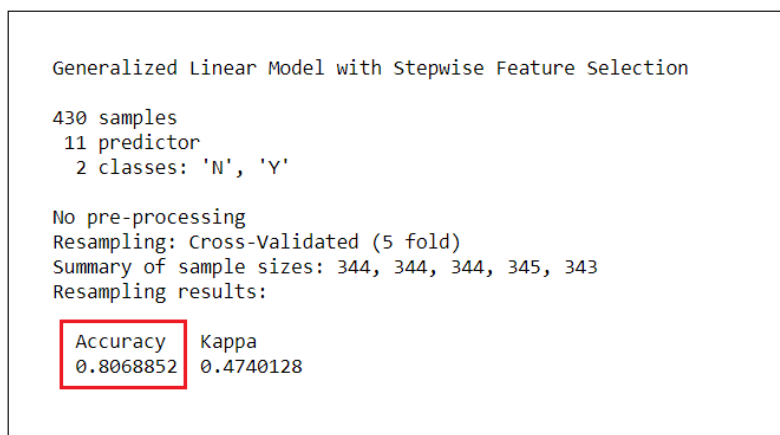 Generalized Linear Model with Stepwise Feature Selection
430 samples
11 predictor
2 classes: 'N', 'Y'
No pre-processing
Resampling: Cross-Validated (5 fold)
Summary of sample sizes: 344, 344, 344, 345, 343
Resampling results:
Accuracy Kappa
0.8068852 0.4740128